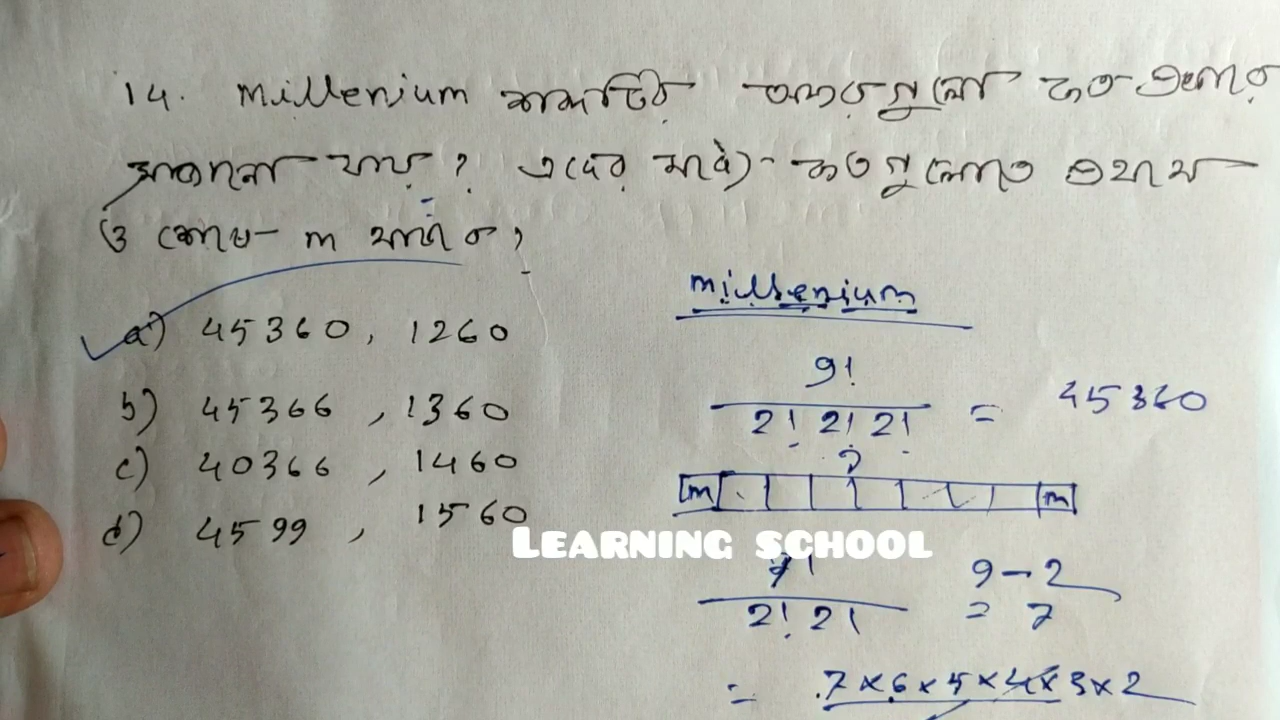 14. Millenium শব্দটির অক্ষরগুলো কত প্রকারে
সাজানো যায়? এদের মধ্যে কতগুলোতে প্রথমে
ও শেষে m থাকবে?
a) 45360, 1260
b) 45366, 1360
c) 40366, 1460
d) 4599, 1560
millenium
9!
2! 2! 2! = 45360
?
m m
LEARNING SCHOOL
7! 9-2
2! 2! = 7
= 7×6×5×4×3×2